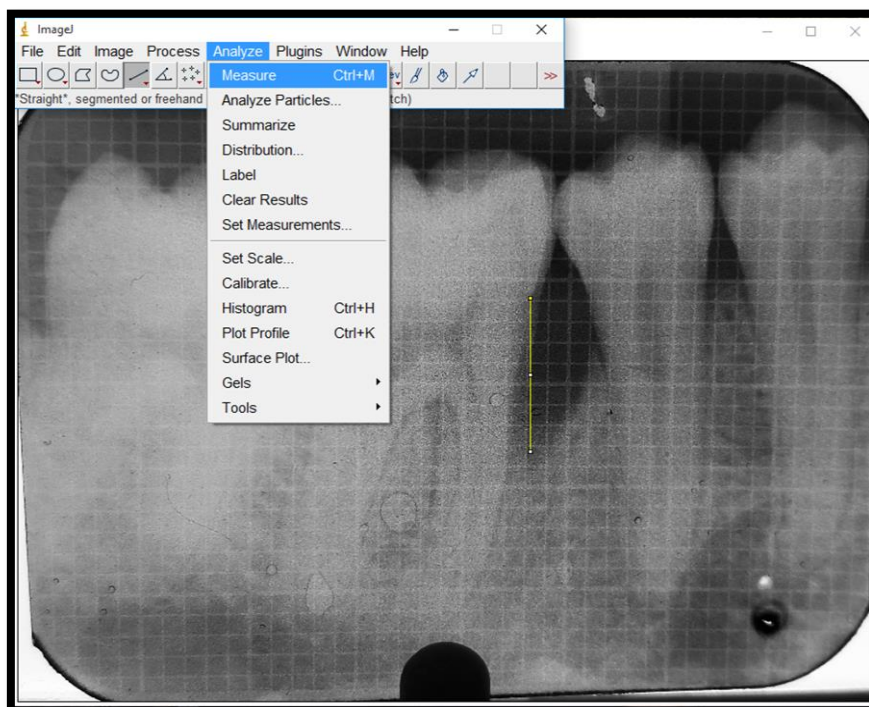 ImageJ
File Edit Image Process Analyze Plugins Window Help
*Straight*, segmented or freehand
tch)
>>
Measure Ctrl+M
Analyze Particles...
Summarize
Distribution...
Label
Clear Results
Set Measurements...
Set Scale...
Calibrate...
Histogram Ctrl+H
Plot Profile Ctrl+K
Surface Plot...
Gels
Tools